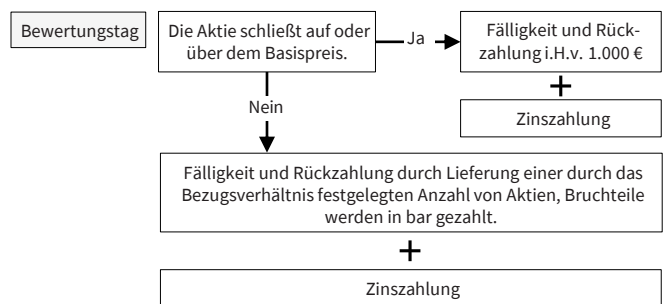 Bewertungstag
Die Aktie schließt auf oder
über dem Basispreis.
Ja
Fälligkeit und Rück-
zahlung i.H.v. 1.000 €
+
Zinszahlung
Nein
Fälligkeit und Rückzahlung durch Lieferung einer durch das
Bezugsverhältnis festgelegten Anzahl von Aktien, Bruchteile
werden in bar gezahlt.
+
Zinszahlung